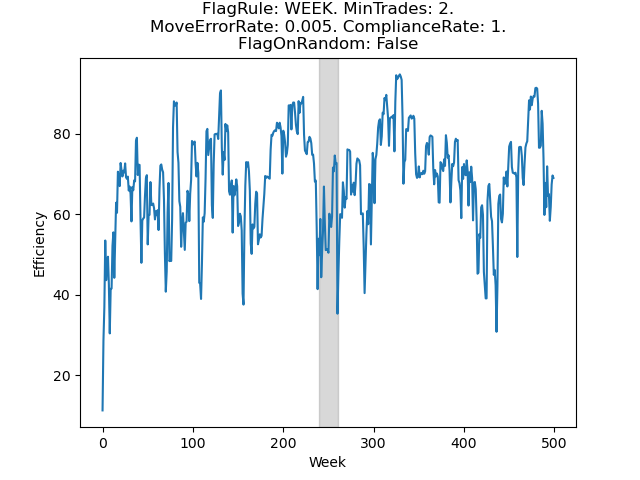 FlagRule: WEEK. MinTrades: 2.
MoveErrorRate: 0.005. ComplianceRate: 1.
FlagOnRandom: False
80
60
40
20
Efficiency
0
100
200
300
400
500
Week